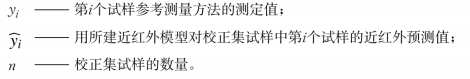 yᵢ —— 第i个试样参考测量方法的测定值；
ŷᵢ —— 用所建近红外模型对校正集试样中第i个试样的近红外预测值；
n —— 校正集试样的数量。